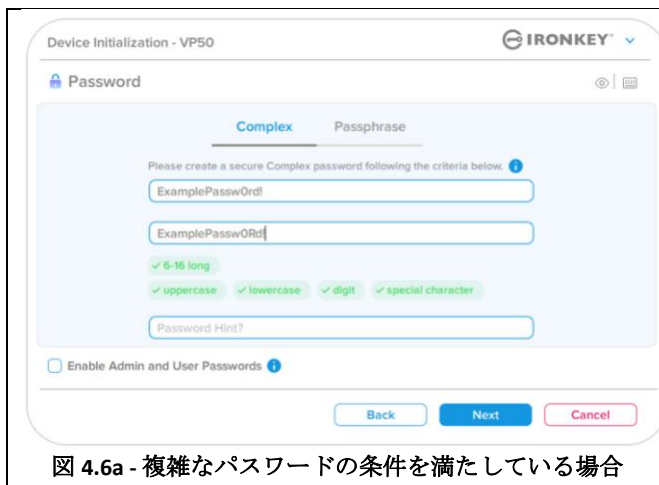 Device Initialization - VP50
IRONKEY™
Password
Complex Passphrase
Please create a secure Complex password following the criteria below.
ExamplePassw0rd!
ExamplePassw0Rd!
✓ 6-16 long
✓ uppercase ✓ lowercase ✓ digit ✓ special character
Password Hint?
Enable Admin and User Passwords
Back Next Cancel
図 4.6a - 複雑なパスワードの条件を満たしている場合